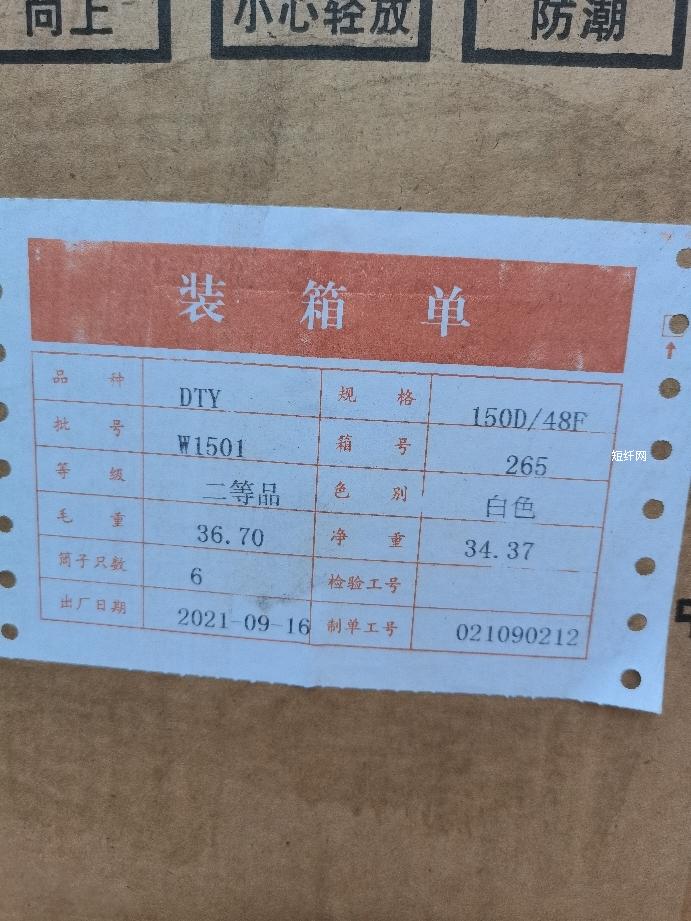 向上 小心轻放 防潮
装箱单
品种 DTY 规格 150D/48F
批号 W1501 箱号 265
等级 二等品 色别 白色
毛重 36.70 净重 34.37
筒子只数 6 检验工号
出厂日期 2021-09-16 制单工号 021090212
短纤网